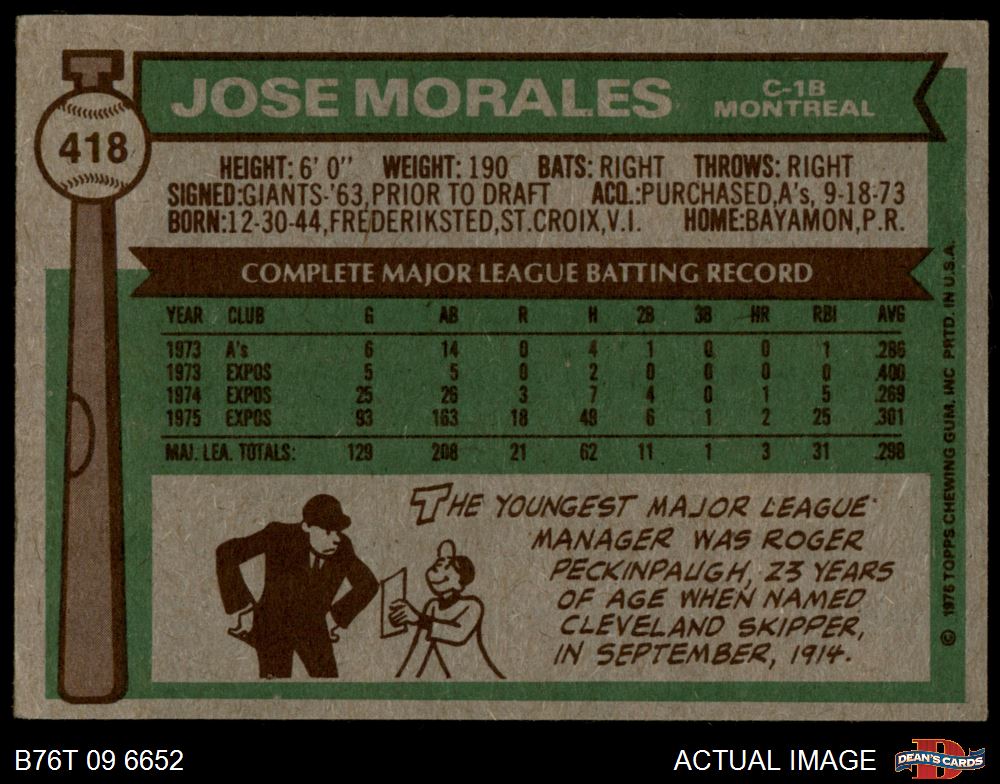 JOSE MORALES C-1B
MONTREAL
418
HEIGHT: 6' 0" WEIGHT: 190 BATS: RIGHT THROWS: RIGHT
SIGNED: GIANTS-'63, PRIOR TO DRAFT ACQ.: PURCHASED, A's, 9-18-73
BORN: 12-30-44, FREDERIKSTED, ST. CROIX, V.I. HOME: BAYAMON, P.R.
COMPLETE MAJOR LEAGUE BATTING RECORD
YEAR CLUB G AB R H 2B 3B HR RBI AVG
1973 A's 6 14 0 4 1 0 0 1 .286
1973 EXPOS 5 5 0 2 0 0 0 0 .400
1974 EXPOS 25 26 3 7 4 0 1 5 .269
1975 EXPOS 93 163 18 49 6 1 2 25 .301
MAJ. LEA. TOTALS: 129 208 21 62 11 1 3 31 .298
THE YOUNGEST MAJOR LEAGUE
MANAGER WAS ROGER
PECKINPAUGH, 23 YEARS
OF AGE WHEN NAMED
CLEVELAND SKIPPER,
IN SEPTEMBER, 1914.
© 1976 TOPPS CHEWING GUM, INC PRTD. IN U.S.A.
B76T 09 6652 ACTUAL IMAGE DEAN'S CARDS